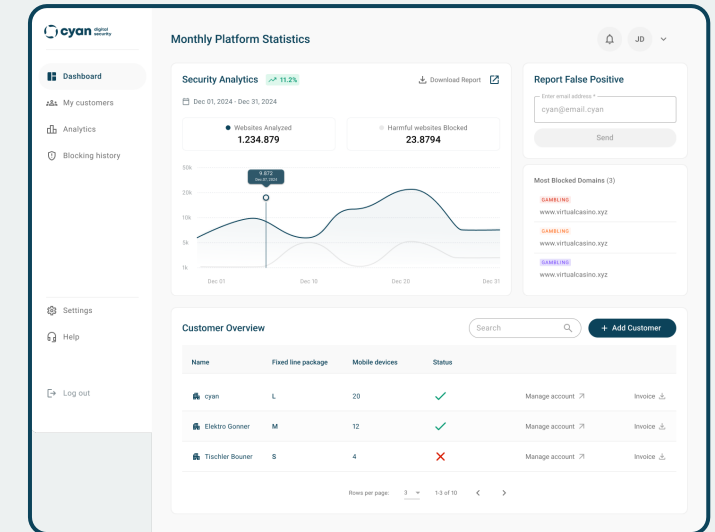 cyan digital security
Monthly Platform Statistics
JD
Dashboard
My customers
Analytics
Blocking history
Settings
Help
Log out
Security Analytics 11.2%
Download Report
Dec 01, 2024 - Dec 31, 2024
Websites Analyzed
1.234.879
Harmful websites Blocked
23.8794
50k
20k
10k
5k
1k
9.872
Dec 07, 2024
Dec 01 Dec 10 Dec 20 Dec 31
Report False Positive
Enter email address *
cyan@email.cyan
Send
Most Blocked Domains (3)
GAMBLING
www.virtualcasino.xyz
GAMBLING
www.virtualcasino.xyz
GAMBLING
www.virtualcasino.xyz
Customer Overview
Search
+ Add Customer
Name Fixed line package Mobile devices Status
cyan L 20 Manage account Invoice
Elektro Gonner M 12 Manage account Invoice
Tischler Bouner S 4 Manage account Invoice
Rows per page: 3 1-3 of 10